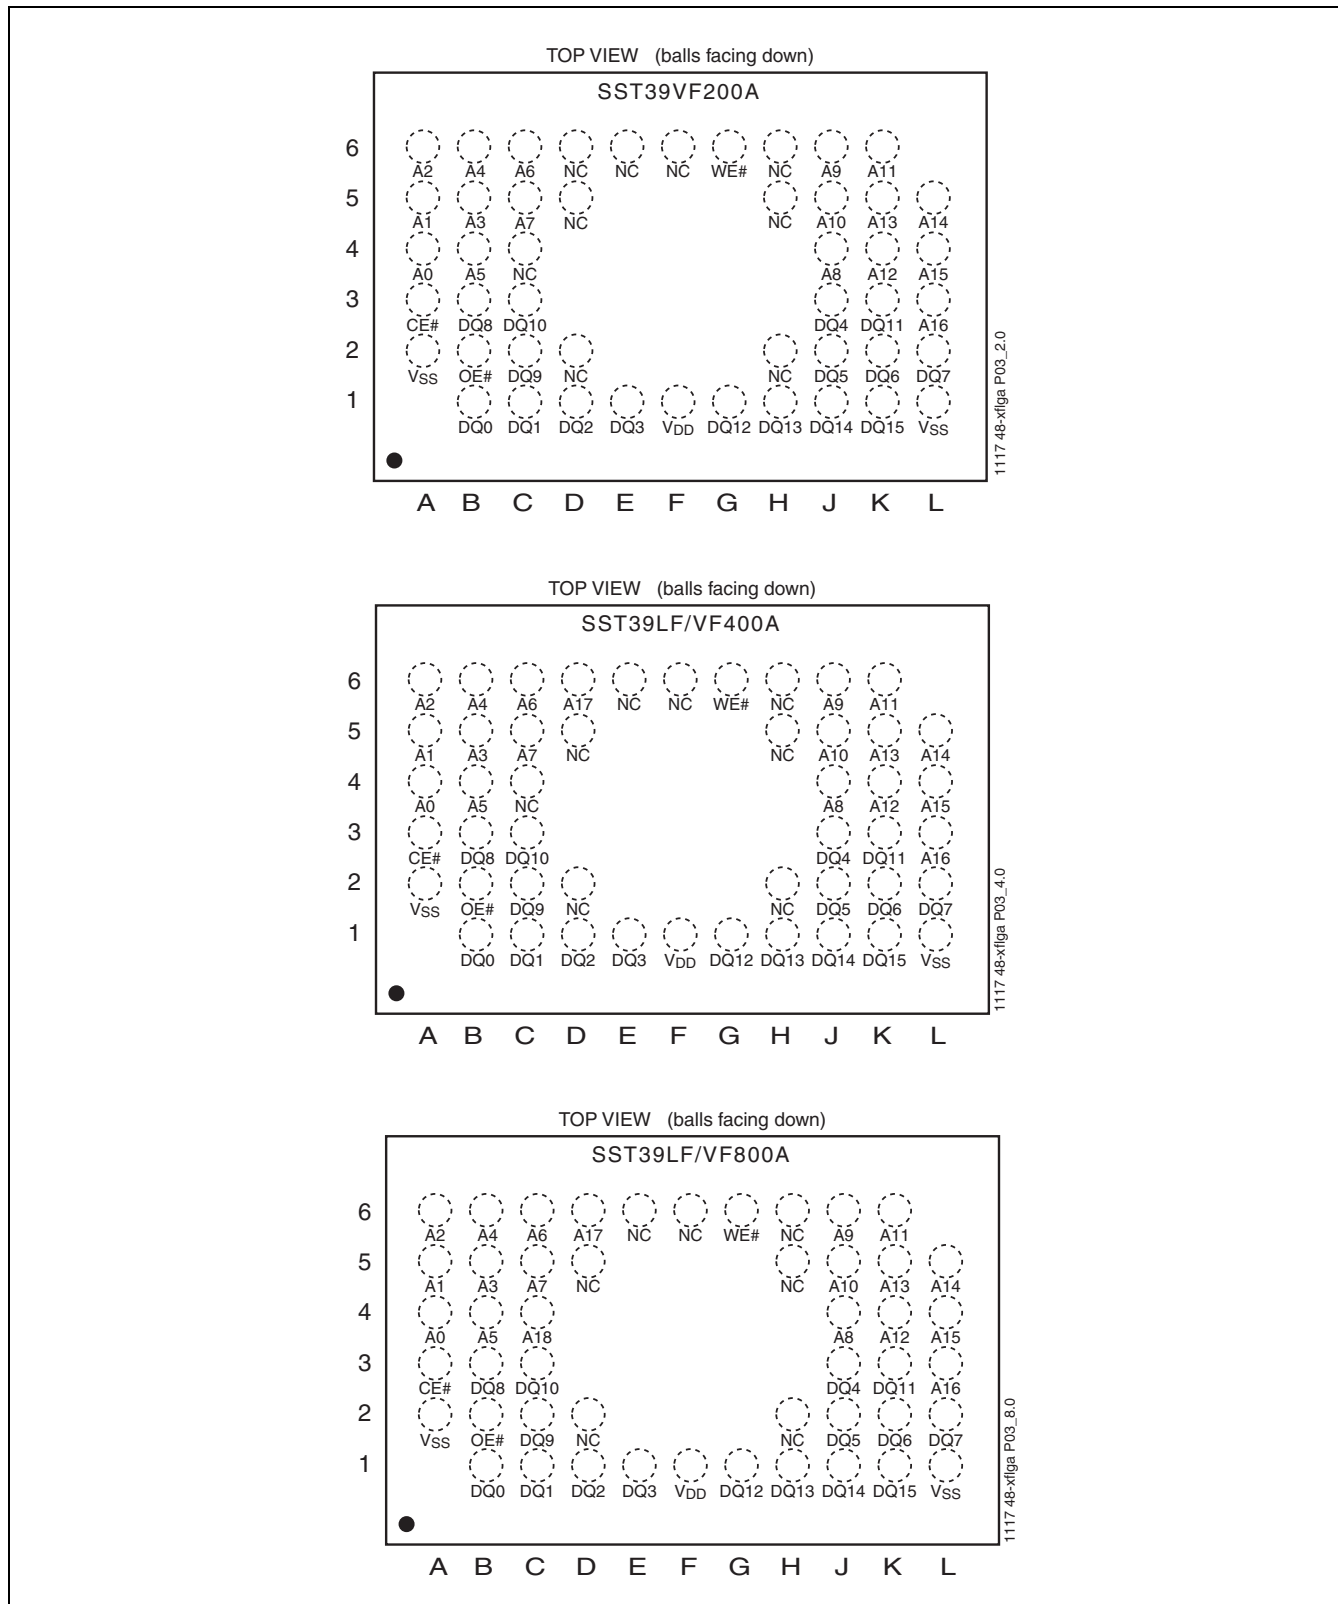 TOP VIEW (balls facing down)
SST39VF200A
6
A2 A4 A6 NC NC NC WE# NC A9 A11
5
A1 A3 A7 NC NC A10 A13 A14
4
A0 A5 NC A8 A12 A15
3
CE# DQ8 DQ10 DQ4 DQ11 A16
2
VSS OE# DQ9 NC NC DQ5 DQ6 DQ7
1
DQ0 DQ1 DQ2 DQ3 VDD DQ12 DQ13 DQ14 DQ15 VSS
1117 48-xflga P03_2.0
A B C D E F G H J K L
TOP VIEW (balls facing down)
SST39LF/VF400A
6
A2 A4 A6 A17 NC NC WE# NC A9 A11
5
A1 A3 A7 NC NC A10 A13 A14
4
A0 A5 NC A8 A12 A15
3
CE# DQ8 DQ10 DQ4 DQ11 A16
2
VSS OE# DQ9 NC NC DQ5 DQ6 DQ7
1
DQ0 DQ1 DQ2 DQ3 VDD DQ12 DQ13 DQ14 DQ15 VSS
1117 48-xflga P03_4.0
A B C D E F G H J K L
TOP VIEW (balls facing down)
SST39LF/VF800A
6
A2 A4 A6 A17 NC NC WE# NC A9 A11
5
A1 A3 A7 NC NC A10 A13 A14
4
A0 A5 A18 A8 A12 A15
3
CE# DQ8 DQ10 DQ4 DQ11 A16
2
VSS OE# DQ9 NC NC DQ5 DQ6 DQ7
1
DQ0 DQ1 DQ2 DQ3 VDD DQ12 DQ13 DQ14 DQ15 VSS
1117 48-xflga P03_8.0
A B C D E F G H J K L